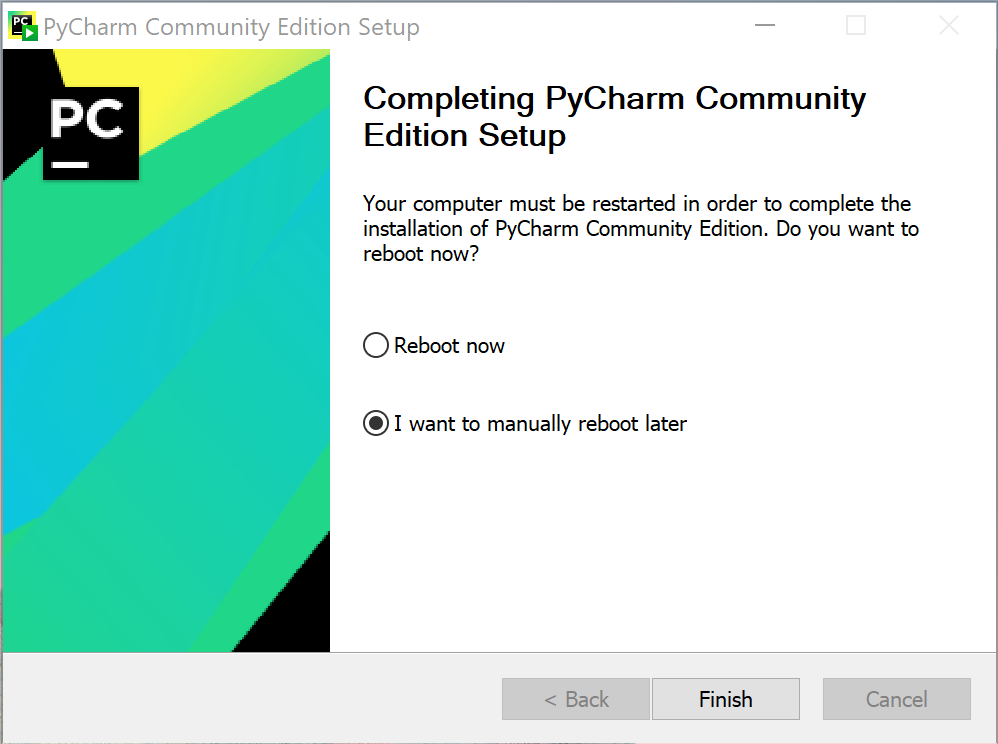 PC
PyCharm Community Edition Setup
PC
Completing PyCharm Community
Edition Setup
Your computer must be restarted in order to complete the
installation of PyCharm Community Edition. Do you want to
reboot now?
Reboot now
I want to manually reboot later
< Back
Finish
Cancel